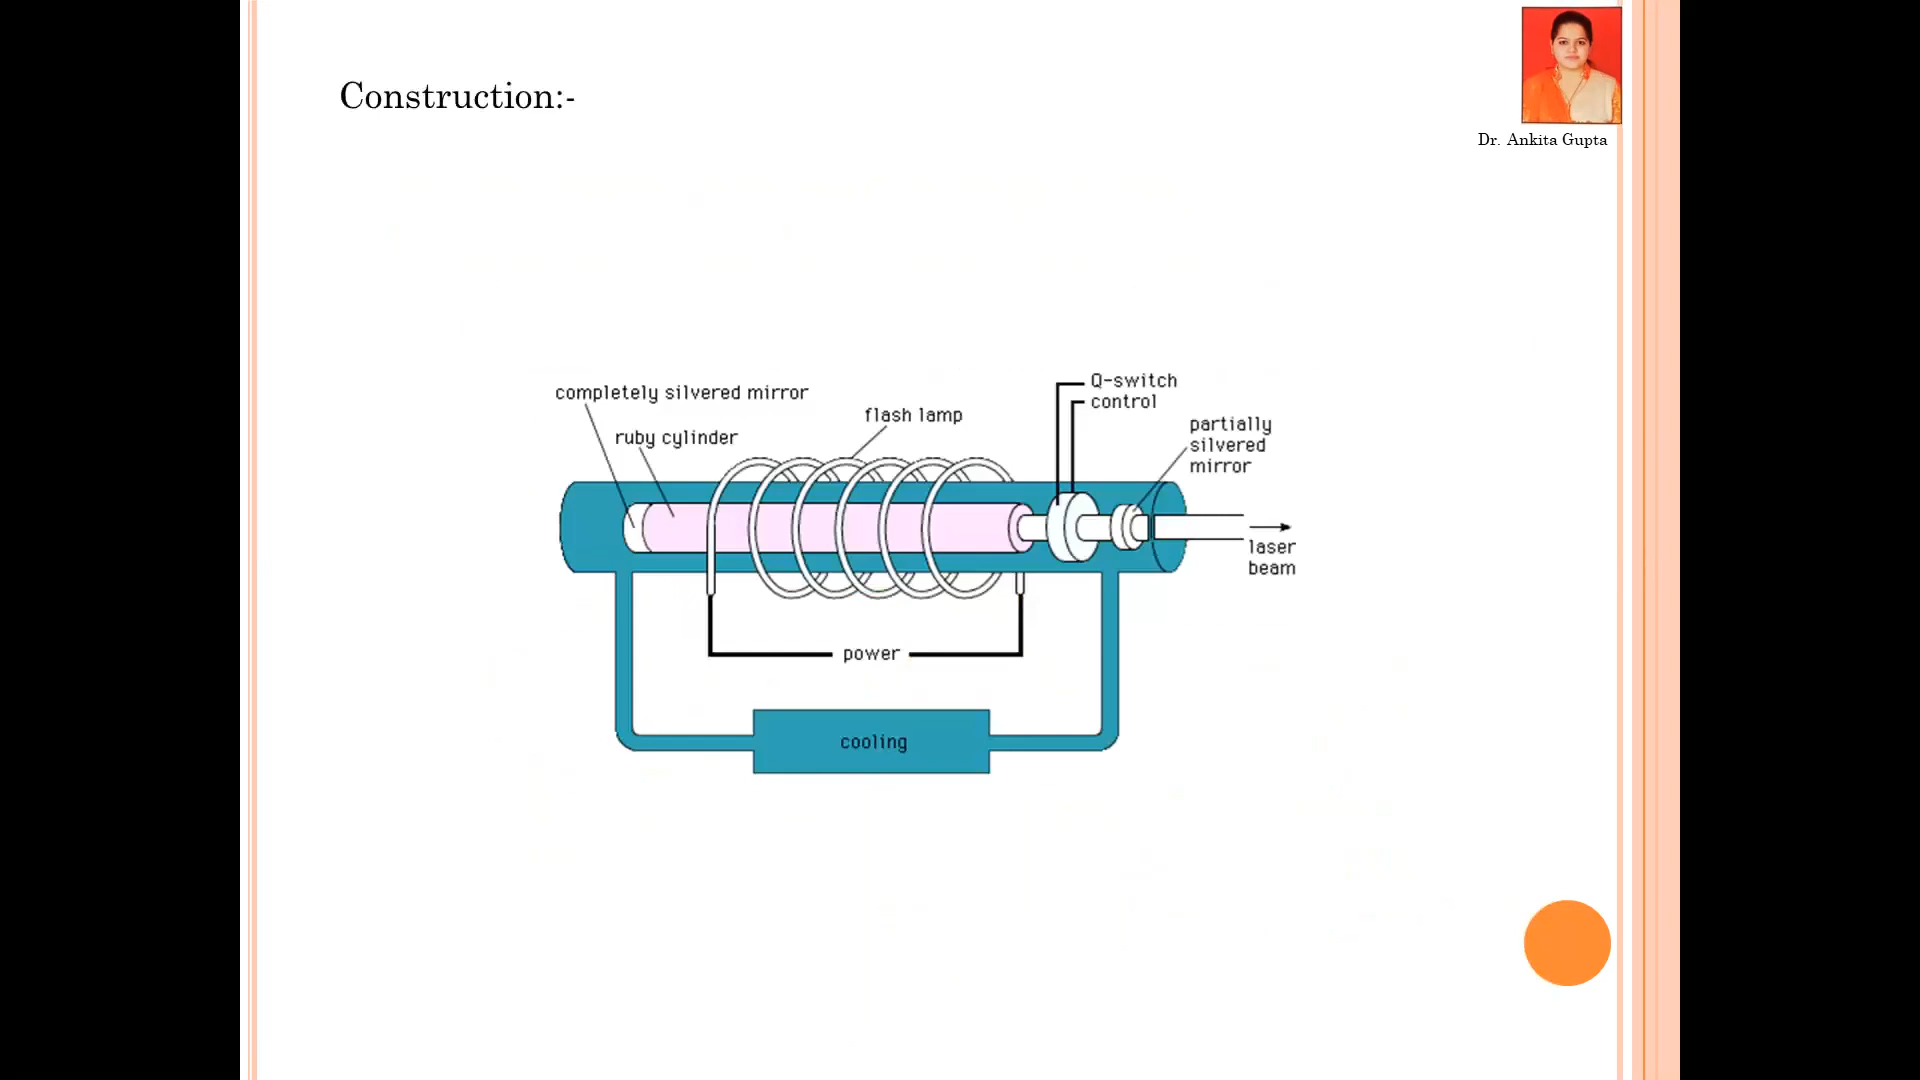 Construction:-
Dr. Ankita Gupta
completely silvered mirror
ruby cylinder
flash lamp
Q-switch
control
partially
silvered
mirror
laser
beam
power
cooling